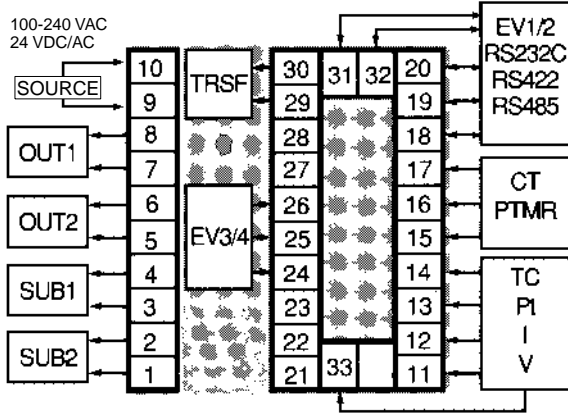 100-240 VAC
24 VDC/AC
SOURCE
OUT1
OUT2
SUB1
SUB2
10
9
8
7
6
5
4
3
2
1
TRSF
EV3/4
30
29
28
27
26
25
24
23
22
21
31
32
33
20
19
18
17
16
15
14
13
12
11
EV1/2
RS232C
RS422
RS485
CT
PTMR
TC
Pt
I
V